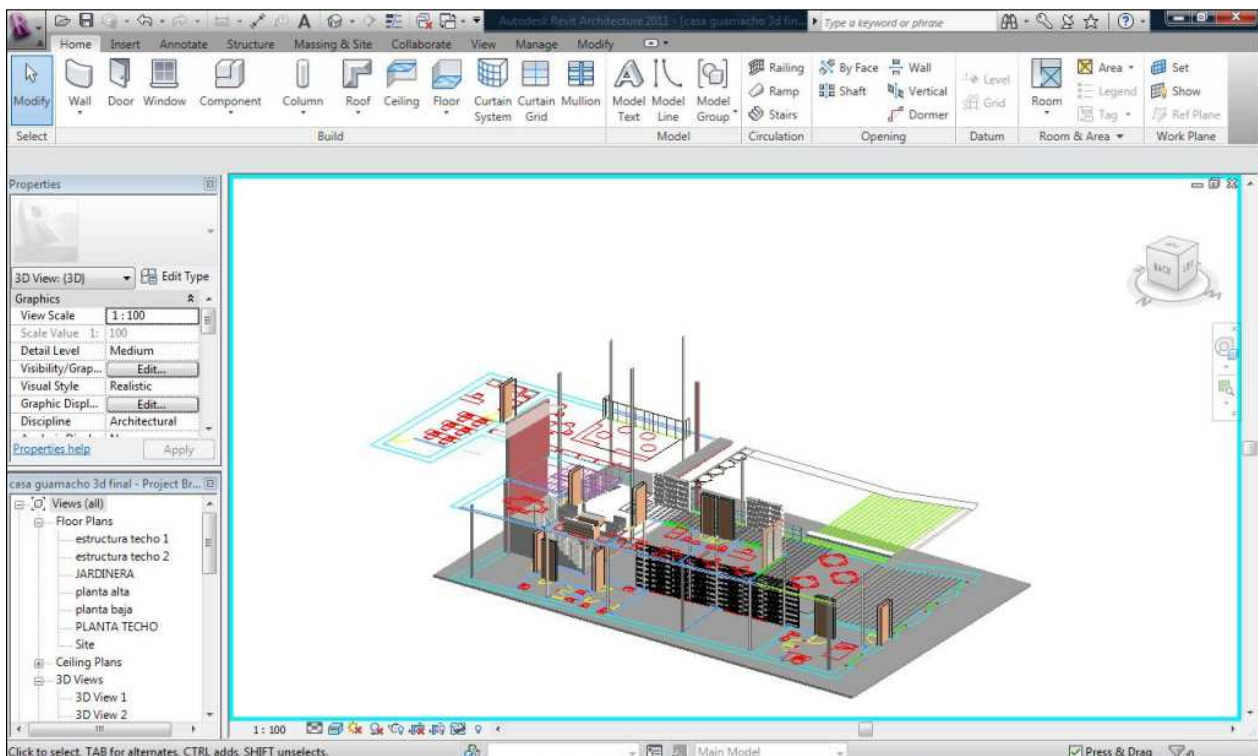 Autodesk Revit Architecture 2011 - [casa guamacho 3d fin... Type a keyword or phrase
Home Insert Annotate Structure Massing & Site Collaborate View Manage Modify
Modify Wall Door Window Component Column Roof Ceiling Floor Curtain System Curtain Grid Mullion Model Text Model Line Model Group
Railing By Face Wall Level Area Set
Ramp Shaft Vertical Grid Room Legend Show
Stairs Dormer Tag Ref Plane
Select Build Model Circulation Opening Datum Room & Area Work Plane
Properties
3D View: {3D} Edit Type
Graphics
View Scale 1 : 100
Scale Value 1: 100
Detail Level Medium
Visibility/Grap... Edit...
Visual Style Realistic
Graphic Displ... Edit...
Discipline Architectural
Properties help Apply
casa guamacho 3d final - Project Br...
Views (all)
Floor Plans
estructura techo 1
estructura techo 2
JARDINERA
planta alta
planta baja
PLANTA TECHO
Site
Ceiling Plans
3D Views
3D View 1
3D View 2
BACK
1 : 100
Click to select, TAB for alternates, CTRL adds, SHIFT unselects. Main Model Press & Drag :0